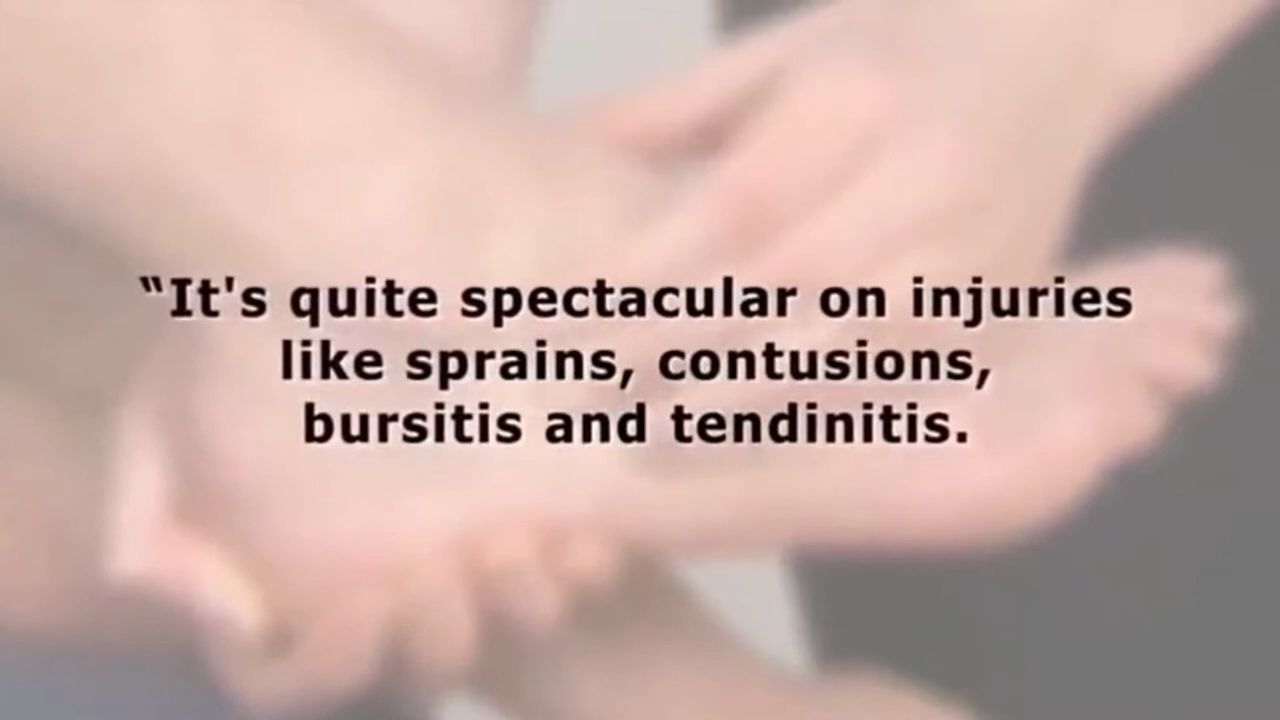 “It's quite spectacular on injuries
like sprains, contusions,
bursitis and tendinitis.